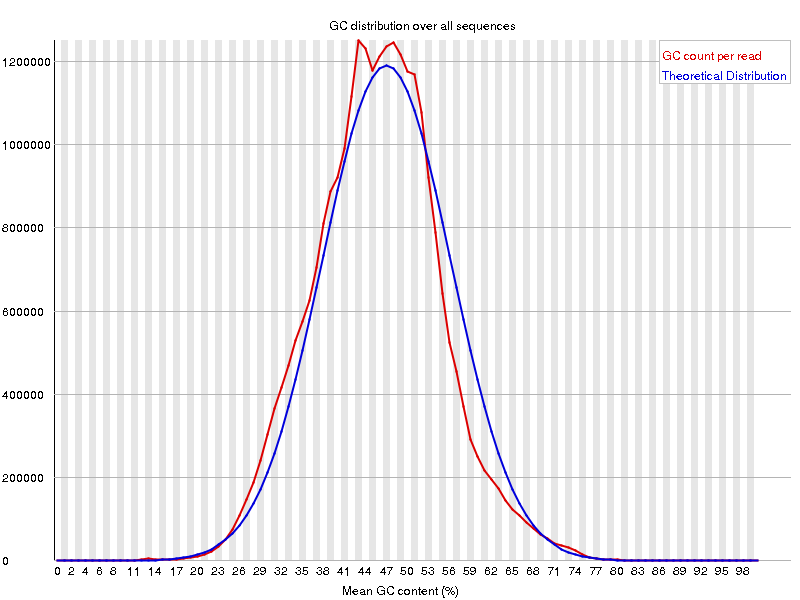 GC distribution over all sequences
GC count per read
Theoretical Distribution
1200000
1000000
800000
600000
400000
200000
0
0 2 4 6 8 11 14 17 20 23 26 29 32 35 38 41 44 47 50 53 56 59 62 65 68 71 74 77 80 83 86 89 92 95 98
Mean GC content (%)